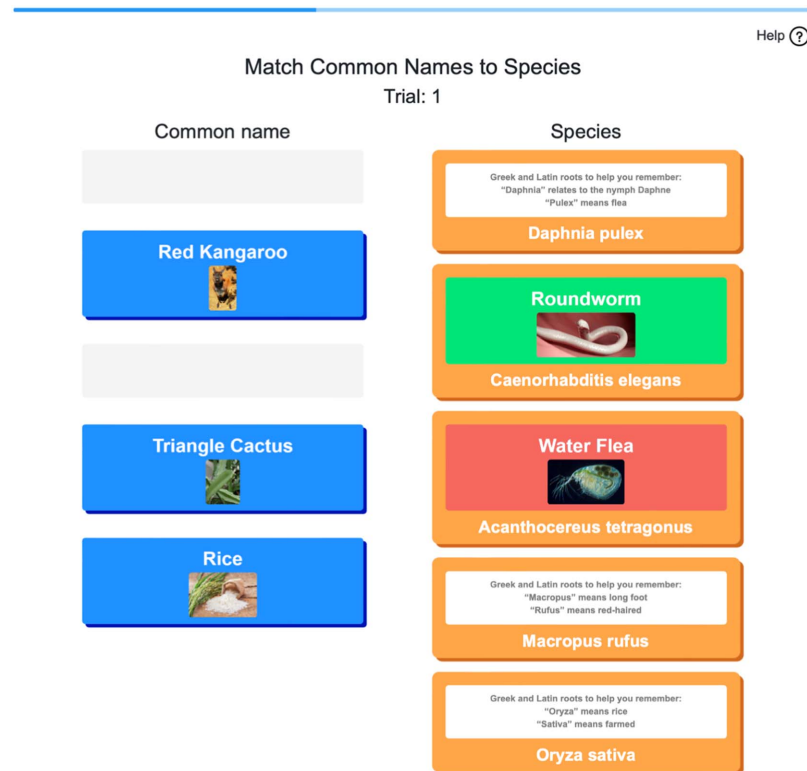 Help ?
Match Common Names to Species
Trial: 1
Common name
Species
Red Kangaroo
Triangle Cactus
Rice
Greek and Latin roots to help you remember:
“Daphnia” relates to the nymph Daphne
“Pulex” means flea
Daphnia pulex
Roundworm
Caenorhabditis elegans
Water Flea
Acanthocereus tetragonus
Greek and Latin roots to help you remember:
“Macropus” means long foot
“Rufus” means red-haired
Macropus rufus
Greek and Latin roots to help you remember:
“Oryza” means rice
“Sativa” means farmed
Oryza sativa